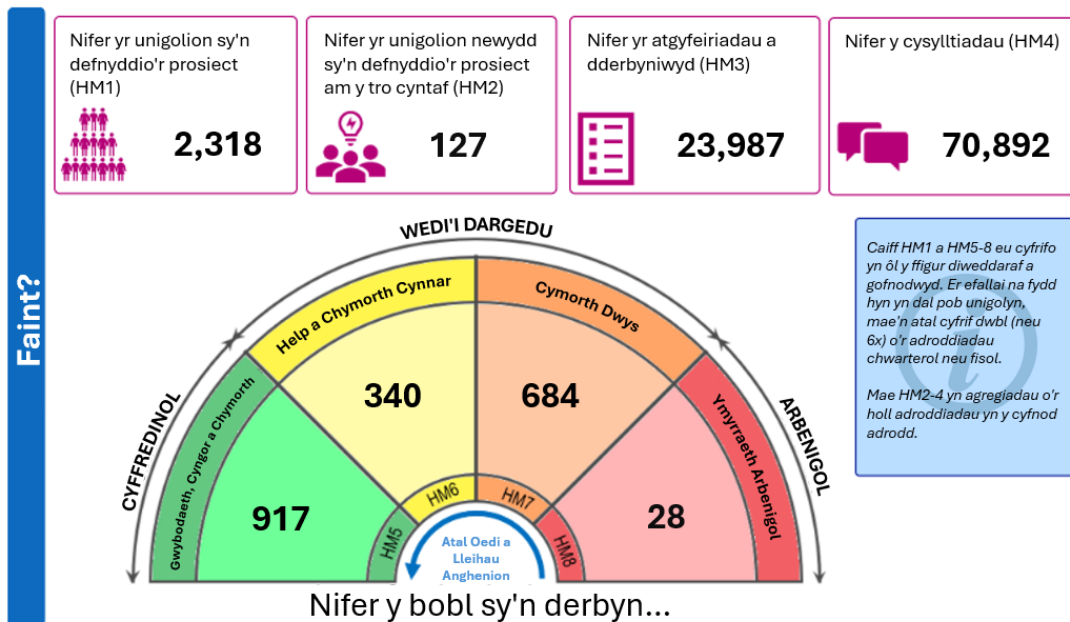 Faint?
Nifer yr unigolion sy'n
defnyddio'r prosiect
(HM1)
2,318
Nifer yr unigolion newydd
sy'n defnyddio'r prosiect
am y tro cyntaf (HM2)
127
Nifer yr atgyfeiriadau a
dderbyniwyd (HM3)
23,987
Nifer y cysylltiadau (HM4)
70,892
CYFFREDINOL
WEDI'I DARGEDU
ARBENIGOL
Gwybodaeth, Cyngor a Chymorth
Help a Chymorth Cynnar
Cymorth Dwys
Ymyrraeth Arbenigol
917
340
684
28
HM5
HM6
HM7
HM8
Atal Oedi a
Lleihau
Anghenion
Nifer y bobl sy'n derbyn...
Caiff HM1 a HM5-8 eu cyfrifo
yn ôl y ffigur diweddaraf a
gofnodwyd. Er efallai na fydd
hyn yn dal pob unigolyn,
mae'n atal cyfrif dwbl (neu
6x) o'r adroddiadau
chwarterol neu fisol.
Mae HM2-4 yn agregiadau o'r
holl adroddiadau yn y cyfnod
adrodd.